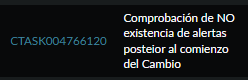 Comprobación de NO
existencia de alertas
CTASK004766120
posteior al comienzo
del Cambio